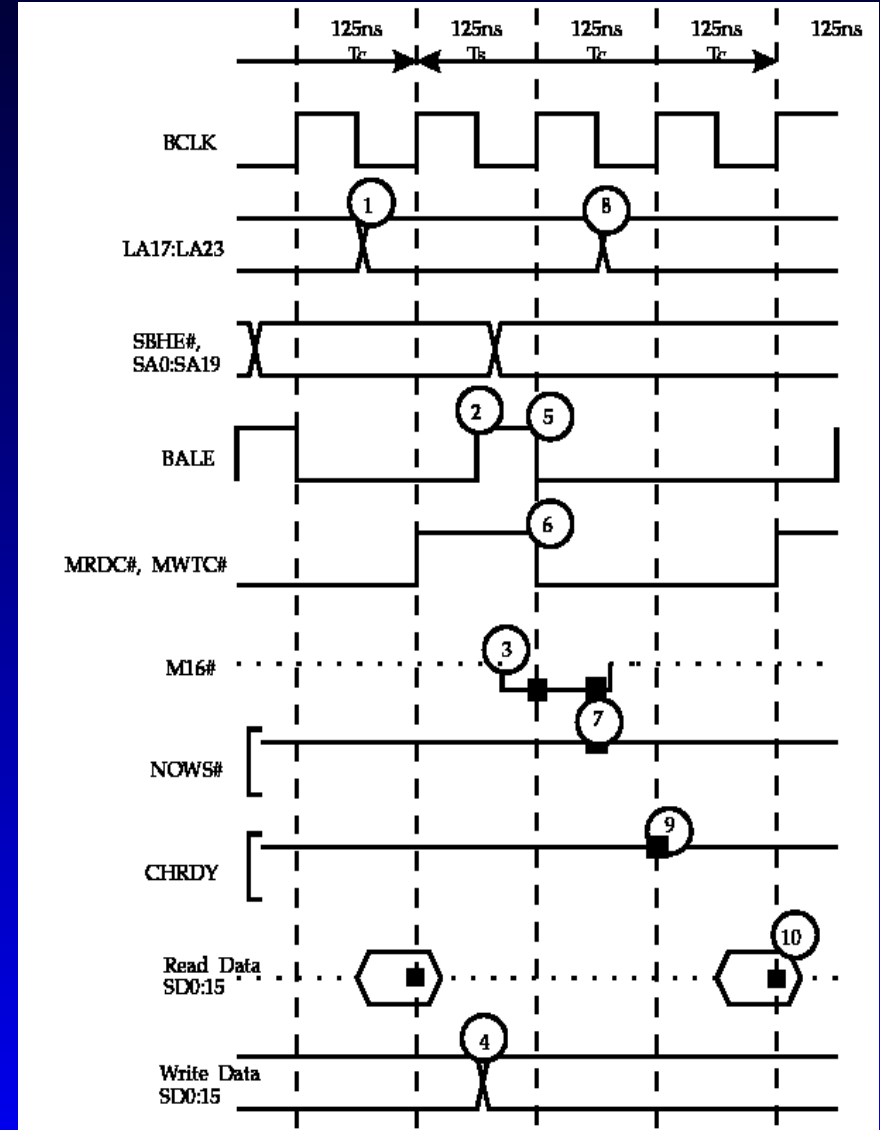 125ns 125ns 125ns 125ns 125ns
Tc Ts Tc Tc
BCLK
1 8
LA17:LA23
SBHE#,
SA0:SA19
2 5
BALE
6
MRDC#, MWTC#
3
M16#
7
NOWS#
9
CHRDY
10
Read Data
SD0:15
4
Write Data
SD0:15